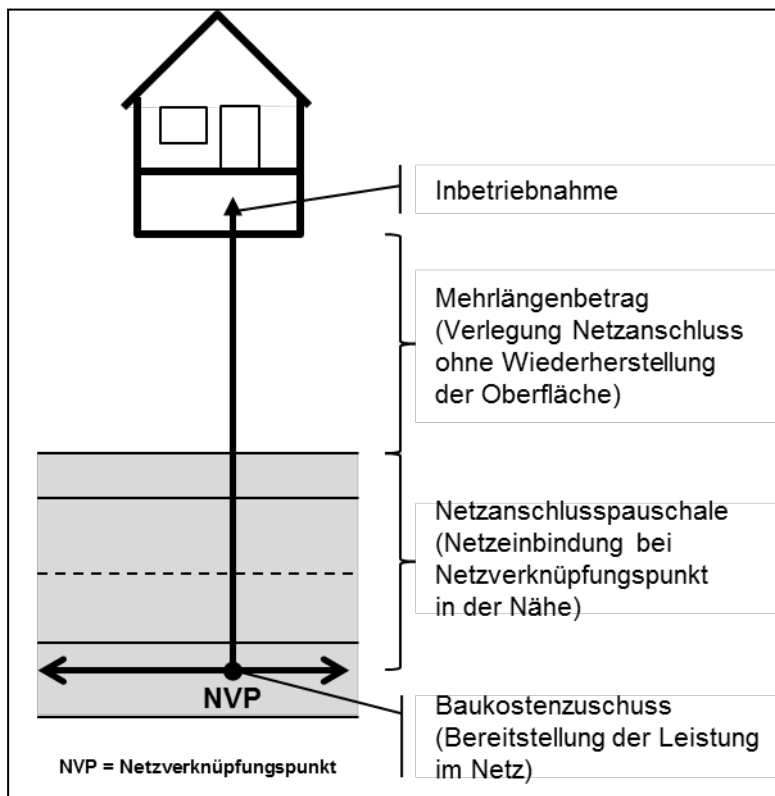 Inbetriebnahme
Mehrlängenbetrag
(Verlegung Netzanschluss
ohne Wiederherstellung
der Oberfläche)
Netzanschlusspauschale
(Netzeinbindung bei
Netzverknüpfungspunkt
in der Nähe)
NVP
Baukostenzuschuss
(Bereitstellung der Leistung
im Netz)
NVP = Netzverknüpfungspunkt